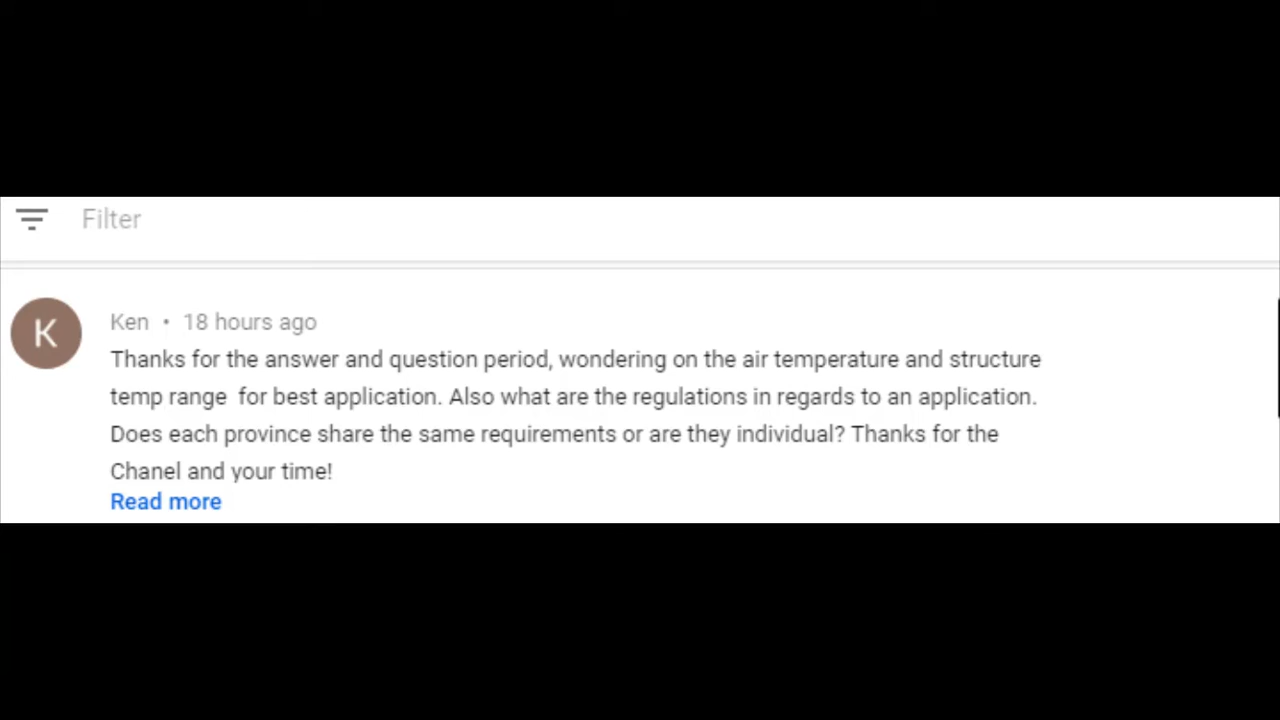 Filter
K
Ken • 18 hours ago
Thanks for the answer and question period, wondering on the air temperature and structure
temp range  for best application. Also what are the regulations in regards to an application.
Does each province share the same requirements or are they individual? Thanks for the
Chanel and your time!
Read more